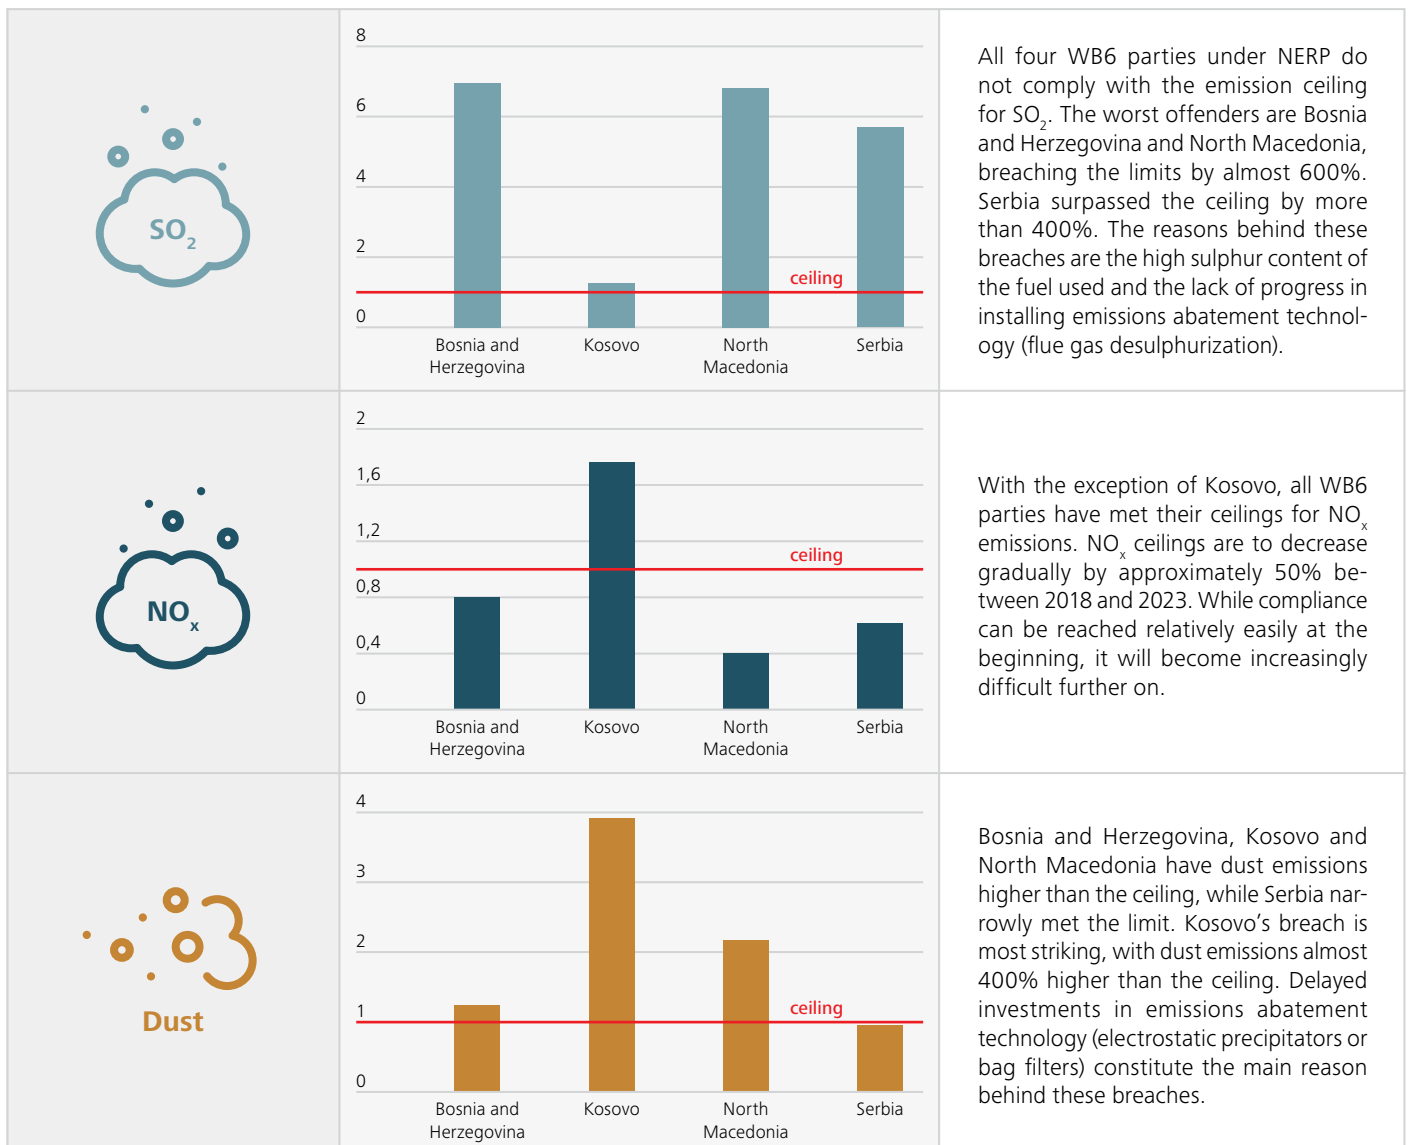 SO2
8
6
4
2
0
ceiling
Bosnia and
Herzegovina
Kosovo
North
Macedonia
Serbia
All four WB6 parties under NERP do
not comply with the emission ceiling
for SO2. The worst offenders are Bosnia
and Herzegovina and North Macedonia,
breaching the limits by almost 600%.
Serbia surpassed the ceiling by more
than 400%. The reasons behind these
breaches are the high sulphur content of
the fuel used and the lack of progress in
installing emissions abatement technol-
ogy (flue gas desulphurization).
NOx
2
1,6
1,2
0,8
0,4
0
ceiling
Bosnia and
Herzegovina
Kosovo
North
Macedonia
Serbia
With the exception of Kosovo, all WB6
parties have met their ceilings for NOx
emissions. NOx ceilings are to decrease
gradually by approximately 50% be-
tween 2018 and 2023. While compliance
can be reached relatively easily at the
beginning, it will become increasingly
difficult further on.
Dust
4
3
2
1
0
ceiling
Bosnia and
Herzegovina
Kosovo
North
Macedonia
Serbia
Bosnia and Herzegovina, Kosovo and
North Macedonia have dust emissions
higher than the ceiling, while Serbia nar-
rowly met the limit. Kosovo's breach is
most striking, with dust emissions almost
400% higher than the ceiling. Delayed
investments in emissions abatement
technology (electrostatic precipitators or
bag filters) constitute the main reason
behind these breaches.